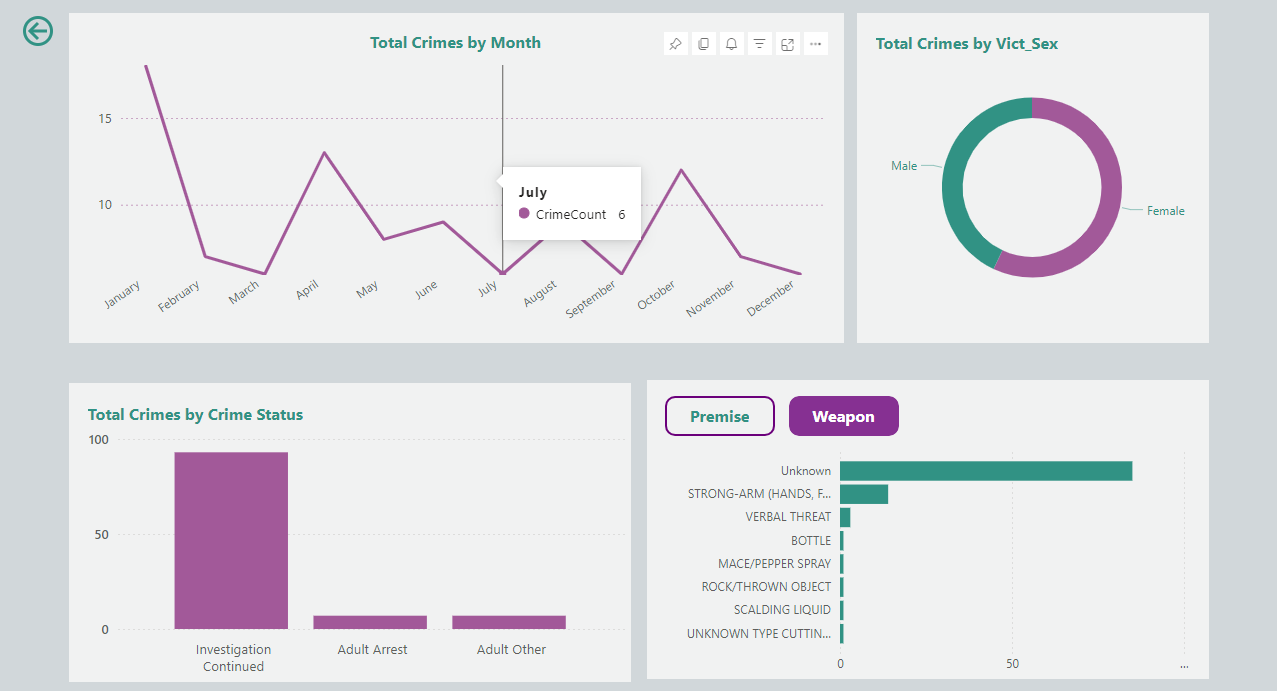 Total Crimes by Month
15
10
July
CrimeCount 6
January
February
March
April
May
June
July
August
September
October
November
December
Total Crimes by Vict_Sex
Male
Female
Total Crimes by Crime Status
100
50
0
Investigation
Continued
Adult Arrest
Adult Other
Premise
Weapon
Unknown
STRONG-ARM (HANDS, F...
VERBAL THREAT
BOTTLE
MACE/PEPPER SPRAY
ROCK/THROWN OBJECT
SCALDING LIQUID
UNKNOWN TYPE CUTTIN...
0
50
...